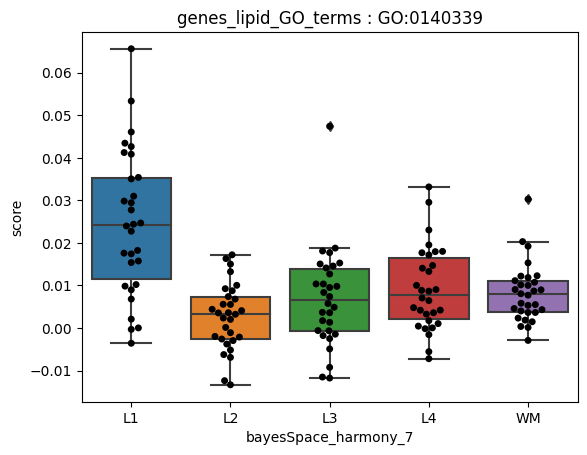 genes_lipid_GO_terms : GO:0140339
0.06
0.05
0.04
0.03
0.02
0.01
0.00
−0.01
score
L1 L2 L3 L4 WM
bayesSpace_harmony_7